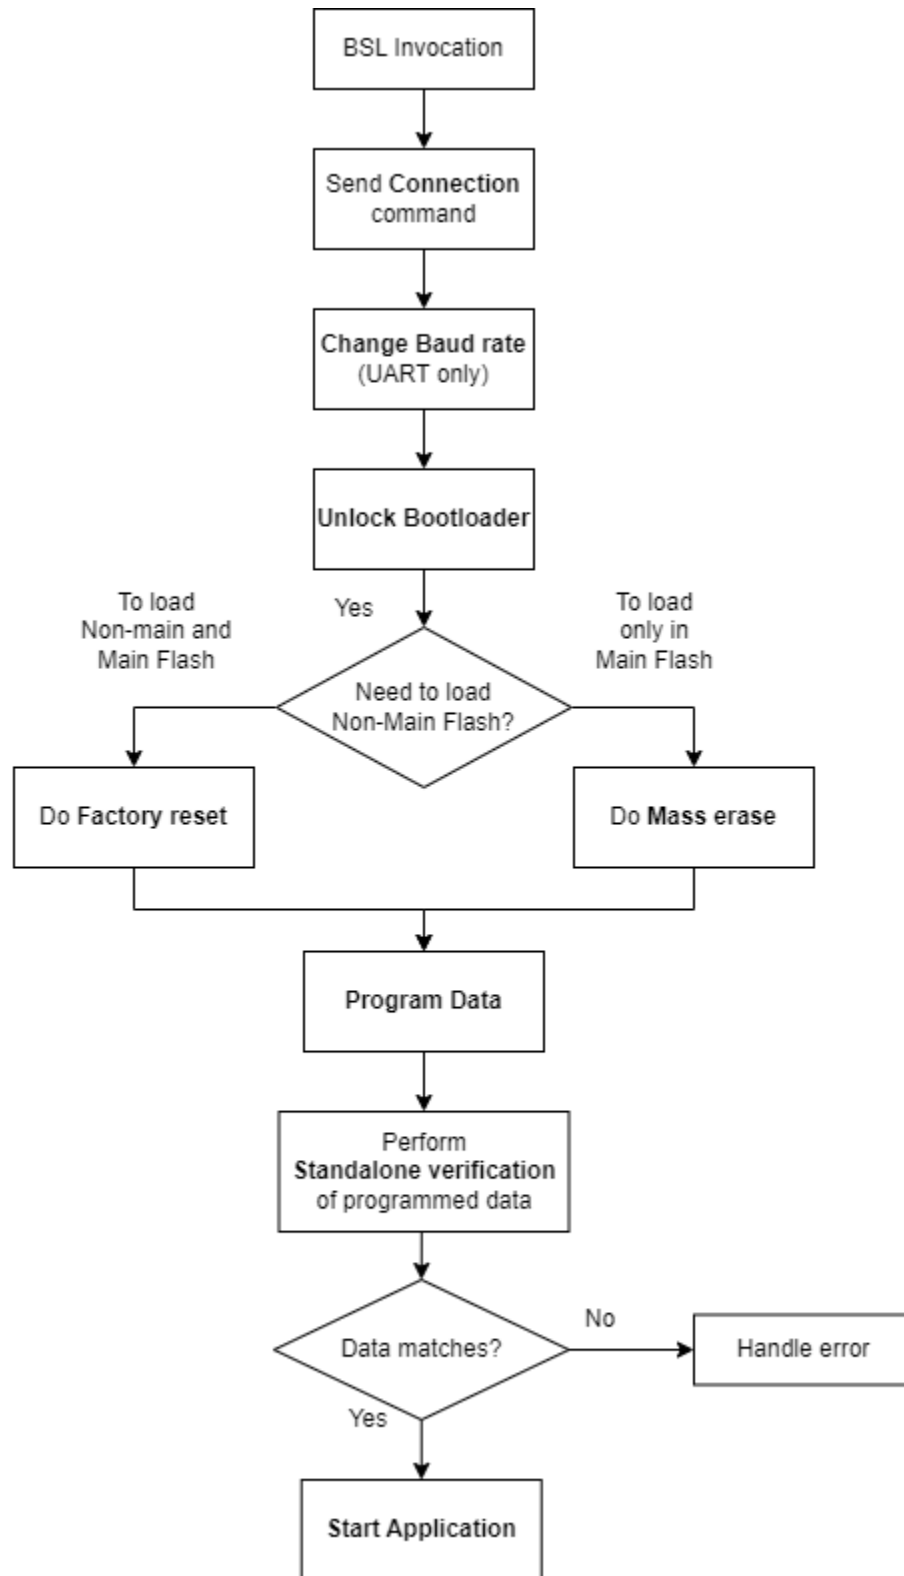 BSL Invocation
Send Connection
command
Change Baud rate
(UART only)
Unlock Bootloader
Yes
To load
Non-main and
Main Flash
To load
only in
Main Flash
Need to load
Non-Main Flash?
Do Factory reset
Do Mass erase
Program Data
Perform
Standalone verification
of programmed data
Data matches?
No
Handle error
Yes
Start Application